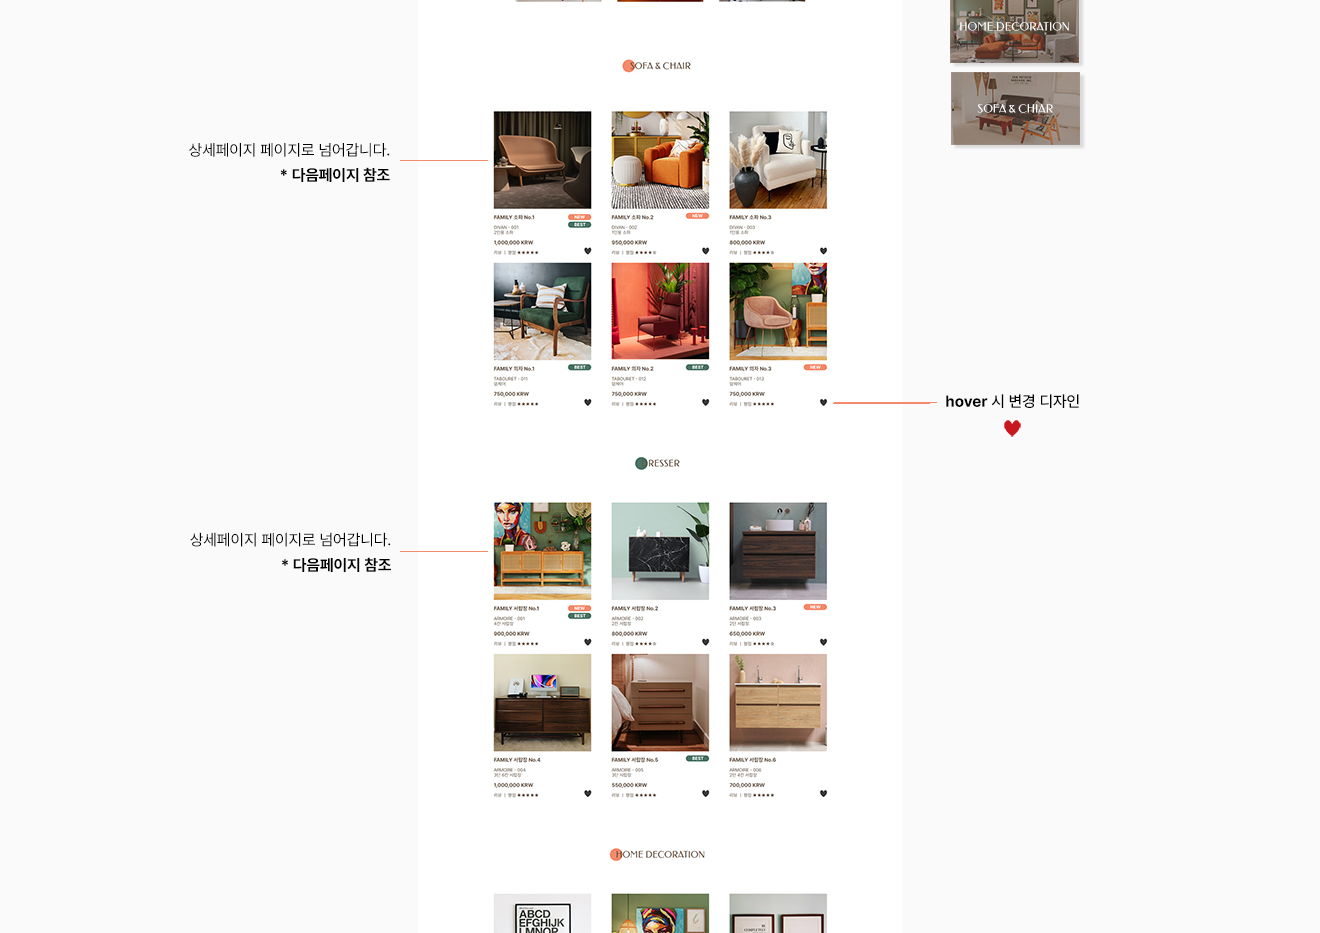 HOME DECORATION
SOFA & CHAIR
SOFA & CHIAR
상세페이지 페이지로 넘어갑니다.
* 다음페이지 참조
FAMILY 소파 No.1
NEW
BEST
DIVAN - 001
2인용 소파
1,000,000 KRW
리뷰 | 평점 ★★★★★
FAMILY 소파 No.2
NEW
DIVAN - 002
1인용 소파
950,000 KRW
리뷰 | 평점 ★★★★☆
FAMILY 소파 No.3
DIVAN - 003
1인용 소파
800,000 KRW
리뷰 | 평점 ★★★★☆
FAMILY 의자 No.1
BEST
TABOURET - 011
암체어
750,000 KRW
리뷰 | 평점 ★★★★★
FAMILY 의자 No.2
BEST
TABOURET - 012
암체어
750,000 KRW
리뷰 | 평점 ★★★★★
FAMILY 의자 No.3
NEW
TABOURET - 013
암체어
750,000 KRW
리뷰 | 평점 ★★★★★
hover 시 변경 디자인
RESSER
상세페이지 페이지로 넘어갑니다.
* 다음페이지 참조
FAMILY 서랍장 No.1
NEW
BEST
ARMOIRE - 001
4칸 서랍장
900,000 KRW
리뷰 | 평점 ★★★★★
FAMILY 서랍장 No.2
ARMOIRE - 002
2칸 서랍장
800,000 KRW
리뷰 | 평점 ★★★★☆
FAMILY 서랍장 No.3
NEW
ARMOIRE - 003
2단 서랍장
650,000 KRW
리뷰 | 평점 ★★★★☆
FAMILY 서랍장 No.4
ARMOIRE - 004
3단 6칸 서랍장
1,000,000 KRW
리뷰 | 평점 ★★★★★
FAMILY 서랍장 No.5
BEST
ARMOIRE - 005
3단 서랍장
550,000 KRW
리뷰 | 평점 ★★★★★
FAMILY 서랍장 No.6
ARMOIRE - 006
2단 4칸 서랍장
700,000 KRW
리뷰 | 평점 ★★★★★
HOME DECORATION
ABCD
EFGHIJK
LMNOP